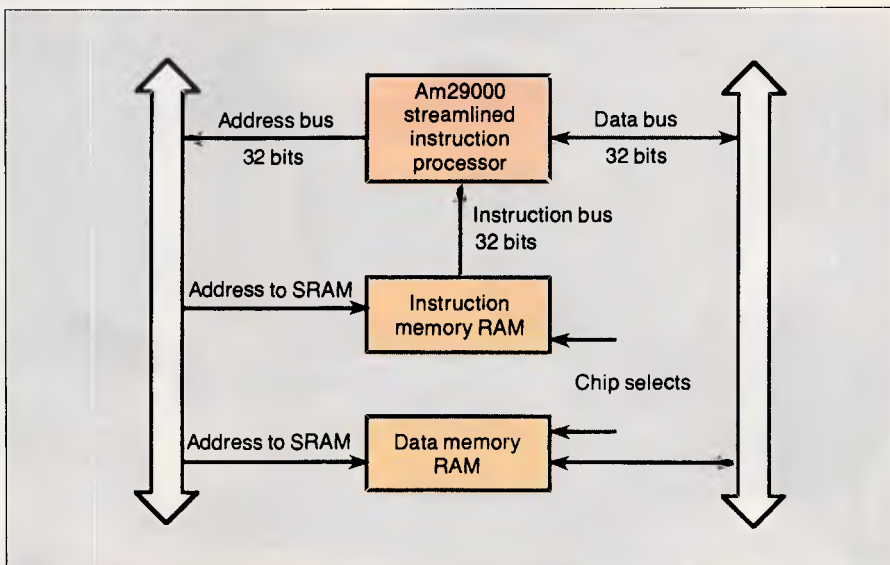 Am29000
streamlined
instruction
processor
Address bus
32 bits
Data bus
32 bits
Instruction bus
32 bits
Address to SRAM
Instruction
memory RAM
Chip selects
Address to SRAM
Data memory
RAM